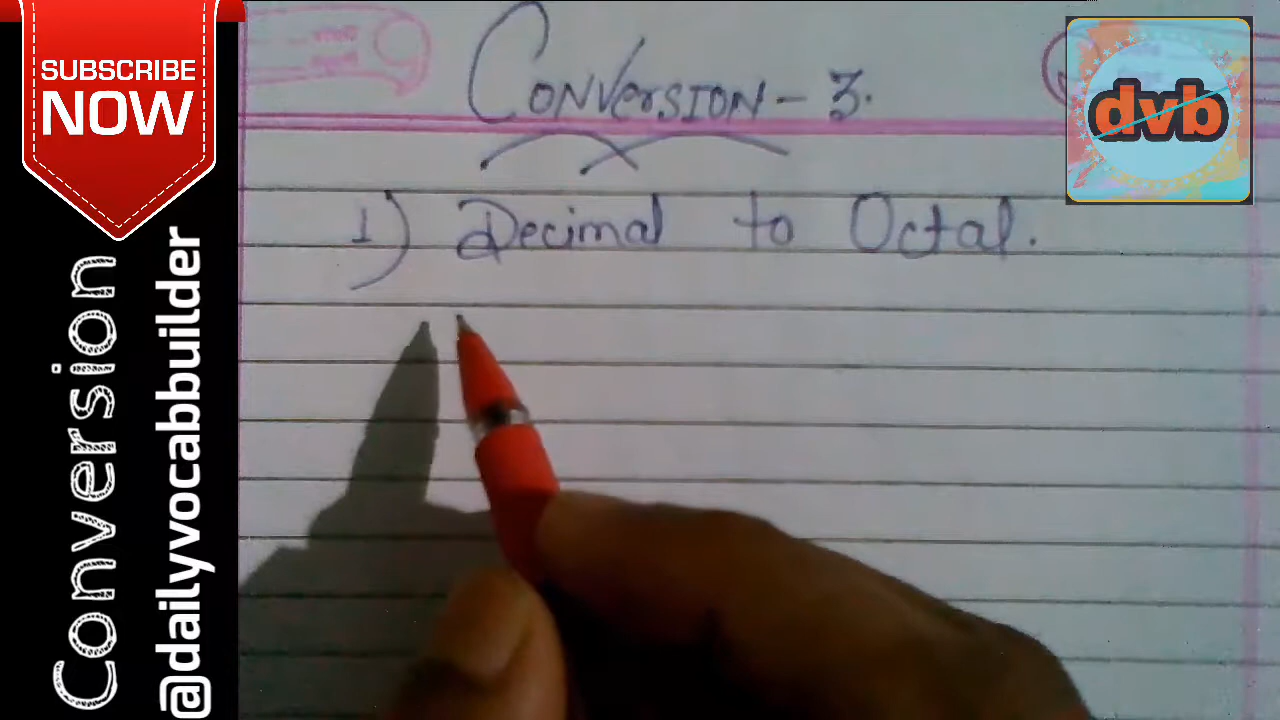 SUBSCRIBE
NOW
Conversion
@dailyvocabbuilder
CONVERSION - 3.
1) Decimal to Octal.
dvb